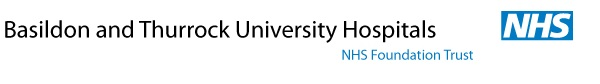 Basildon and Thurrock University Hospitals NHS
NHS Foundation Trust